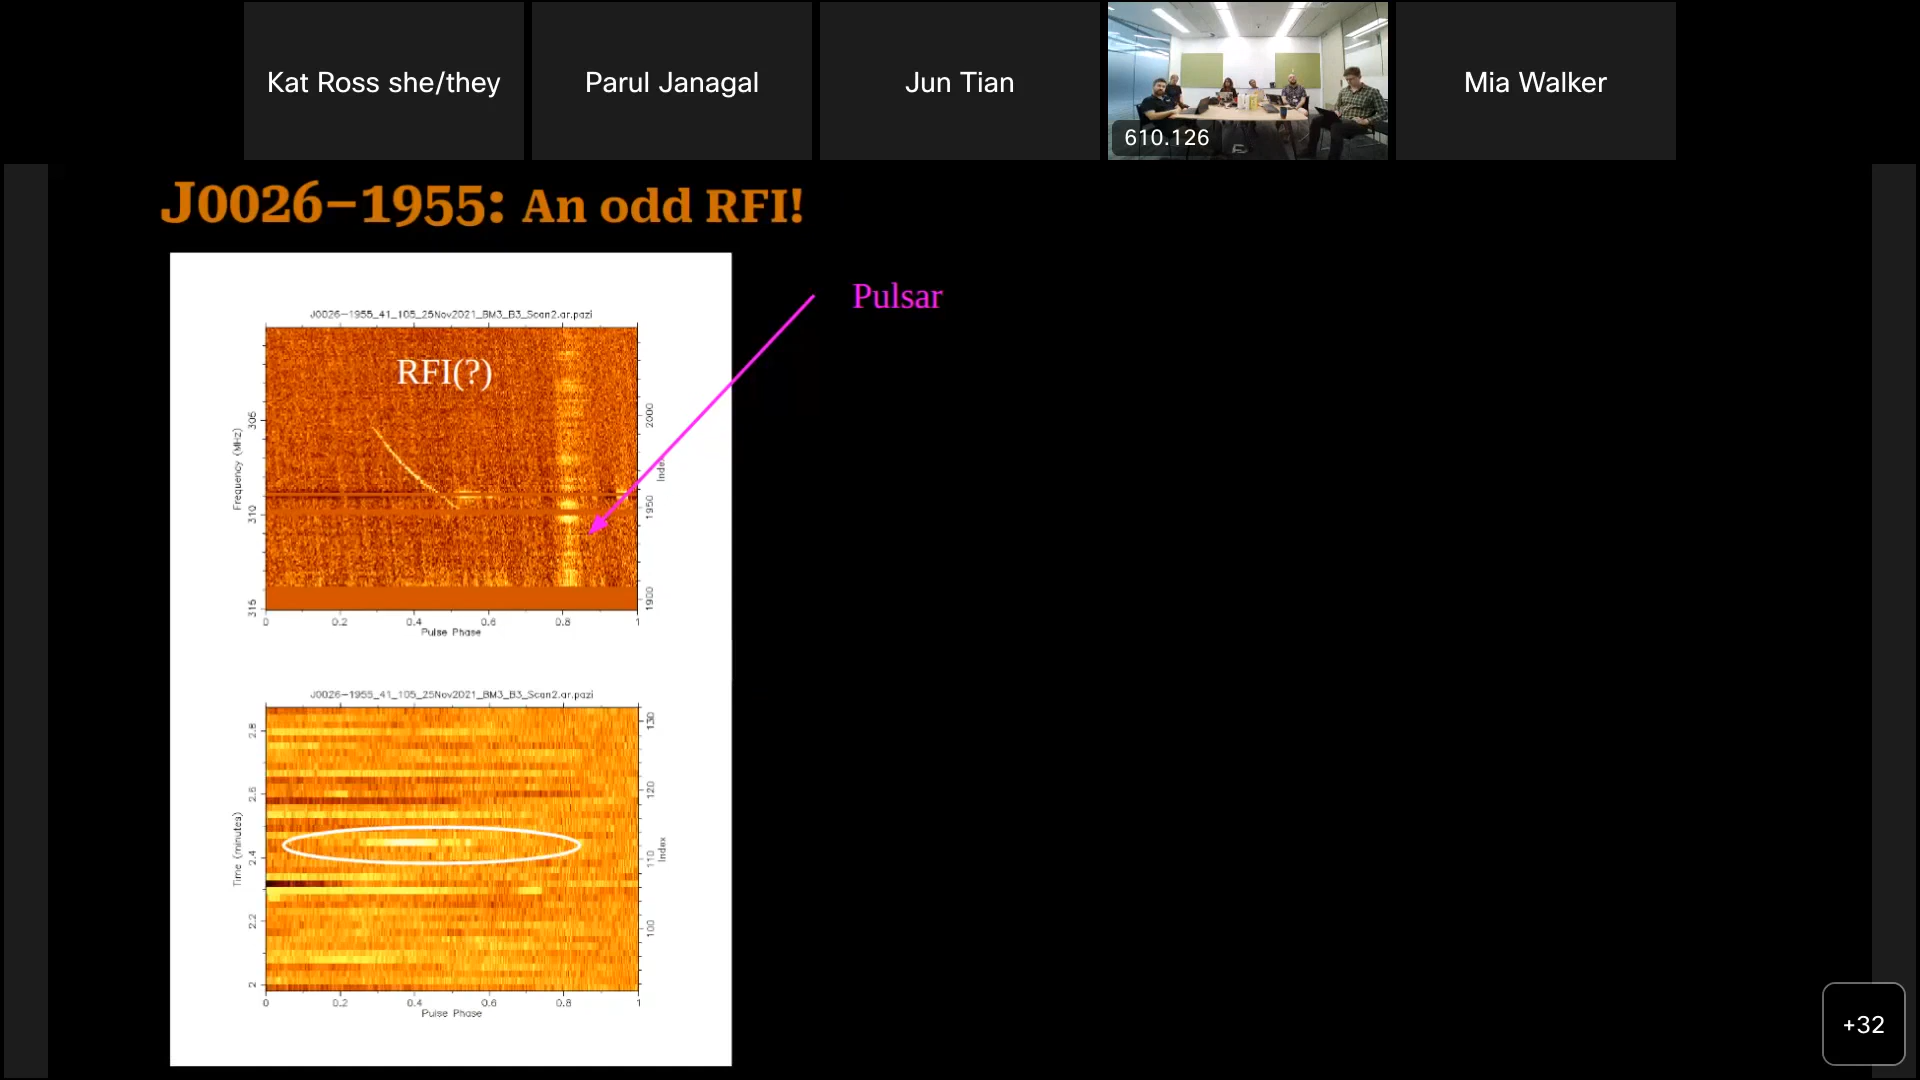 Kat Ross she/they
Parul Janagal
Jun Tian
610.126
Mia Walker
J0026−1955: An odd RFI!
Pulsar
J0026−1955_41_105_25Nov2021_BM3_B3_Scan2.ar.pazi
RFI(?)
Frequency (MHz)
305
310
315
2000
1950
1900
Index
0 0.2 0.4 0.6 0.8 1
Pulse Phase
J0026−1955_41_105_25Nov2021_BM3_B3_Scan2.ar.pazi
Time (minutes)
2.8
2.6
2.4
2.2
2
130
120
110
100
Index
0 0.2 0.4 0.6 0.8 1
Pulse Phase
+32